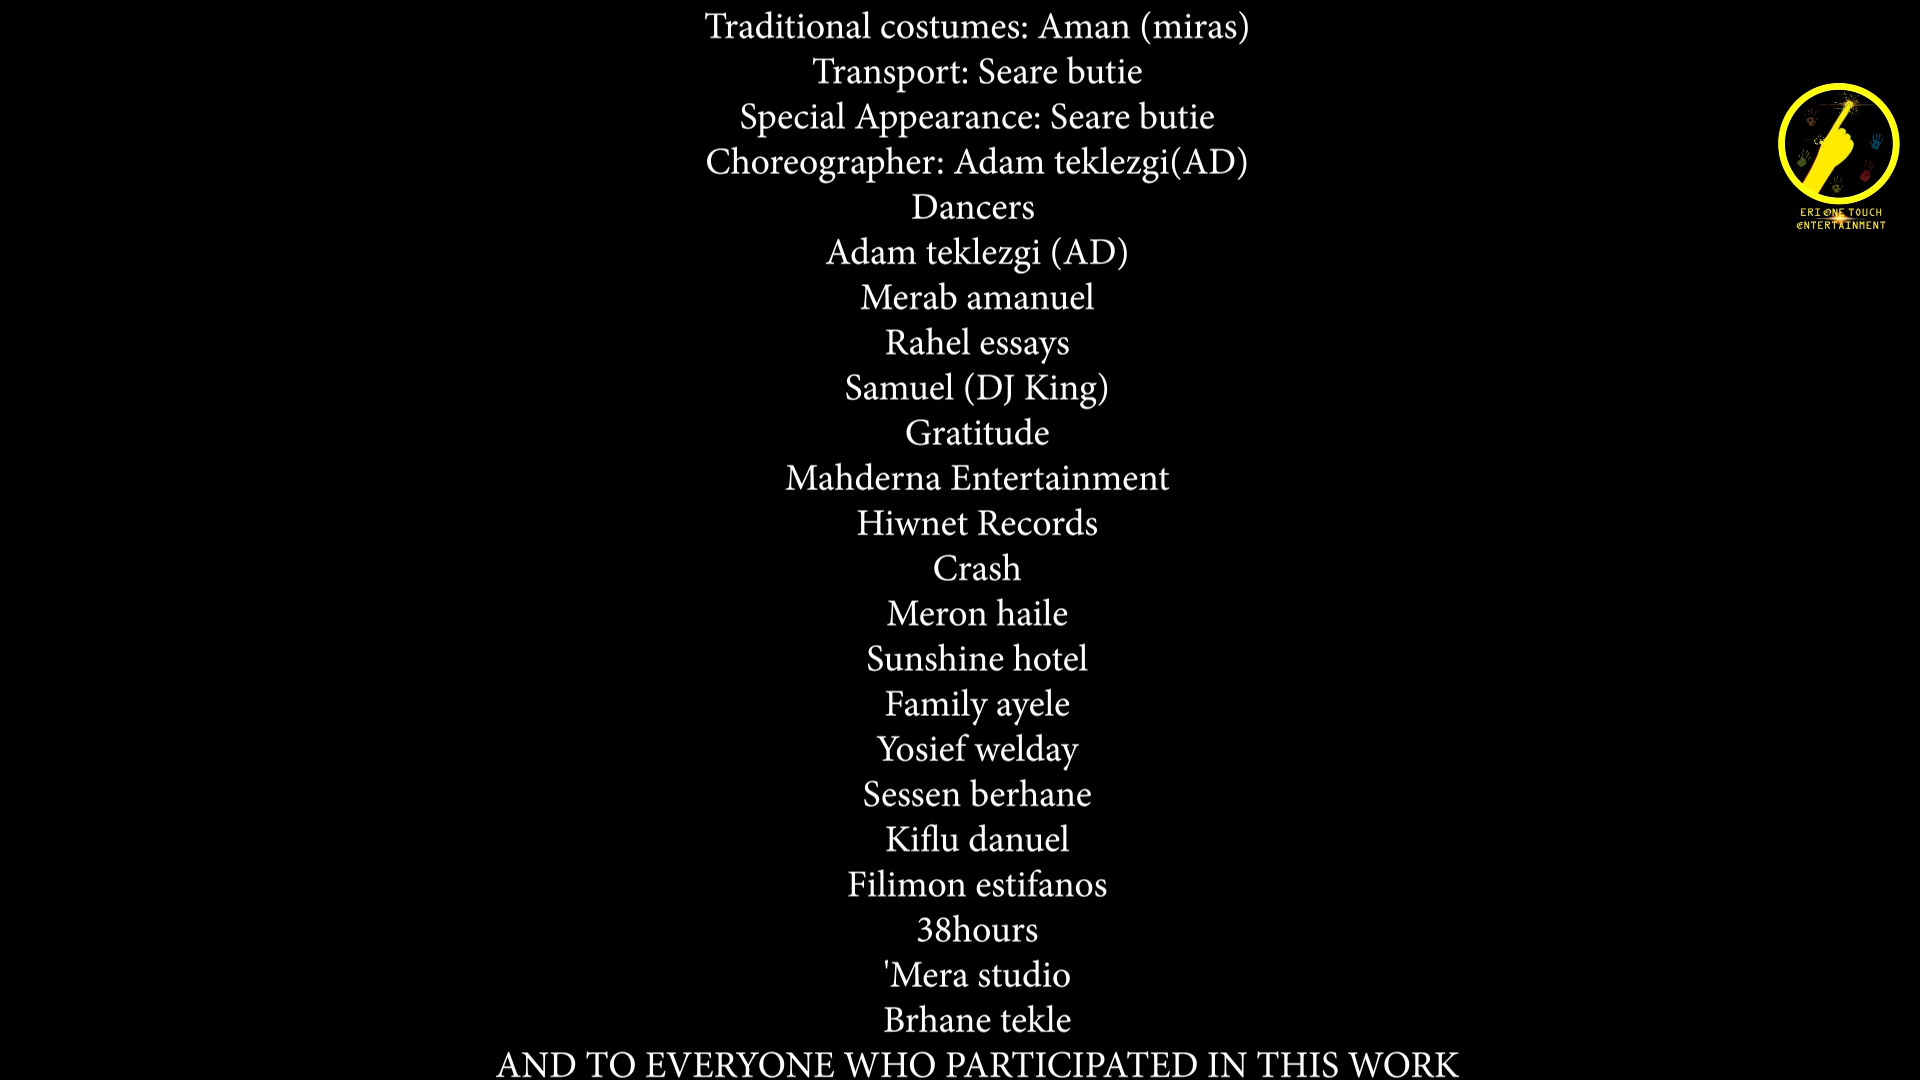 Traditional costumes: Aman (miras)
Transport: Seare butie
Special Appearance: Seare butie
Choreographer: Adam teklezgi(AD)
Dancers
Adam teklezgi (AD)
Merab amanuel
Rahel essays
Samuel (DJ King)
Gratitude
Mahderna Entertainment
Hiwnet Records
Crash
Meron haile
Sunshine hotel
Family ayele
Yosief welday
Sessen berhane
Kiflu danuel
Filimon estifanos
38hours
'Mera studio
Brhane tekle
AND TO EVERYONE WHO PARTICIPATED IN THIS WORK
ERI ONE TOUCH
ENTERTAINMENT